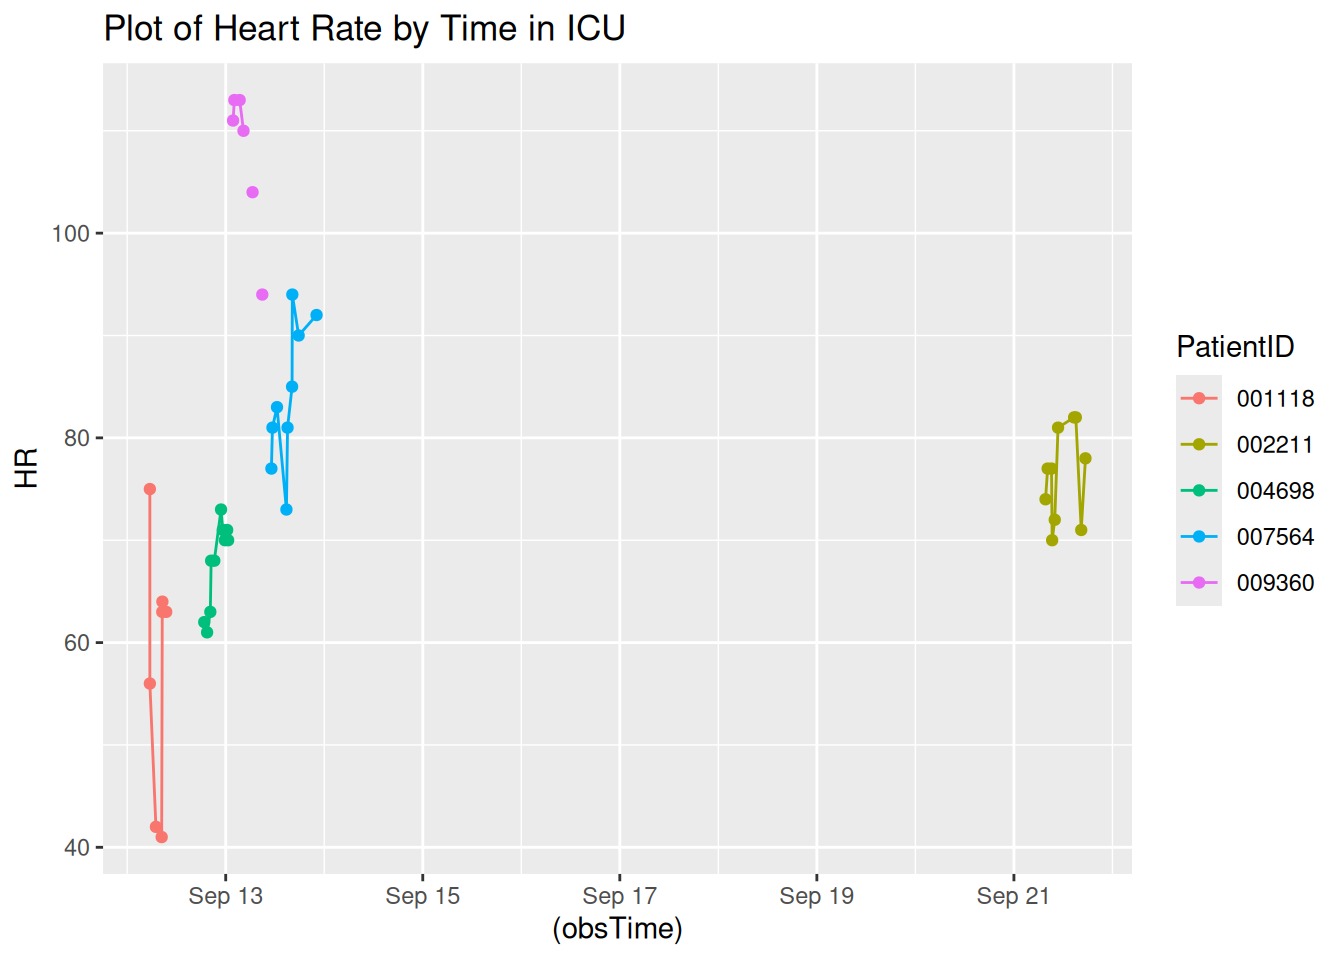 Plot of Heart Rate by Time in ICU
HR
100
80
60
40
Sep 13
Sep 15
Sep 17
Sep 19
Sep 21
(obsTime)
PatientID
001118
002211
004698
007564
009360